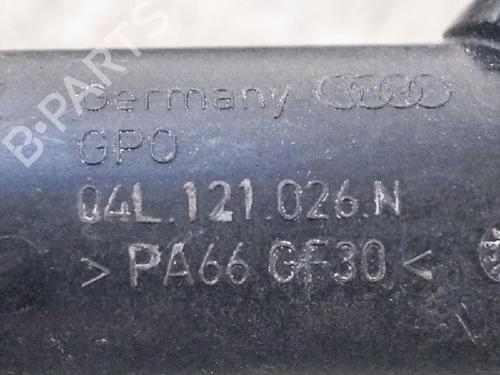 B-PARTS
Germany
GPO
04L.121.026.N
> PA66 GF30 <